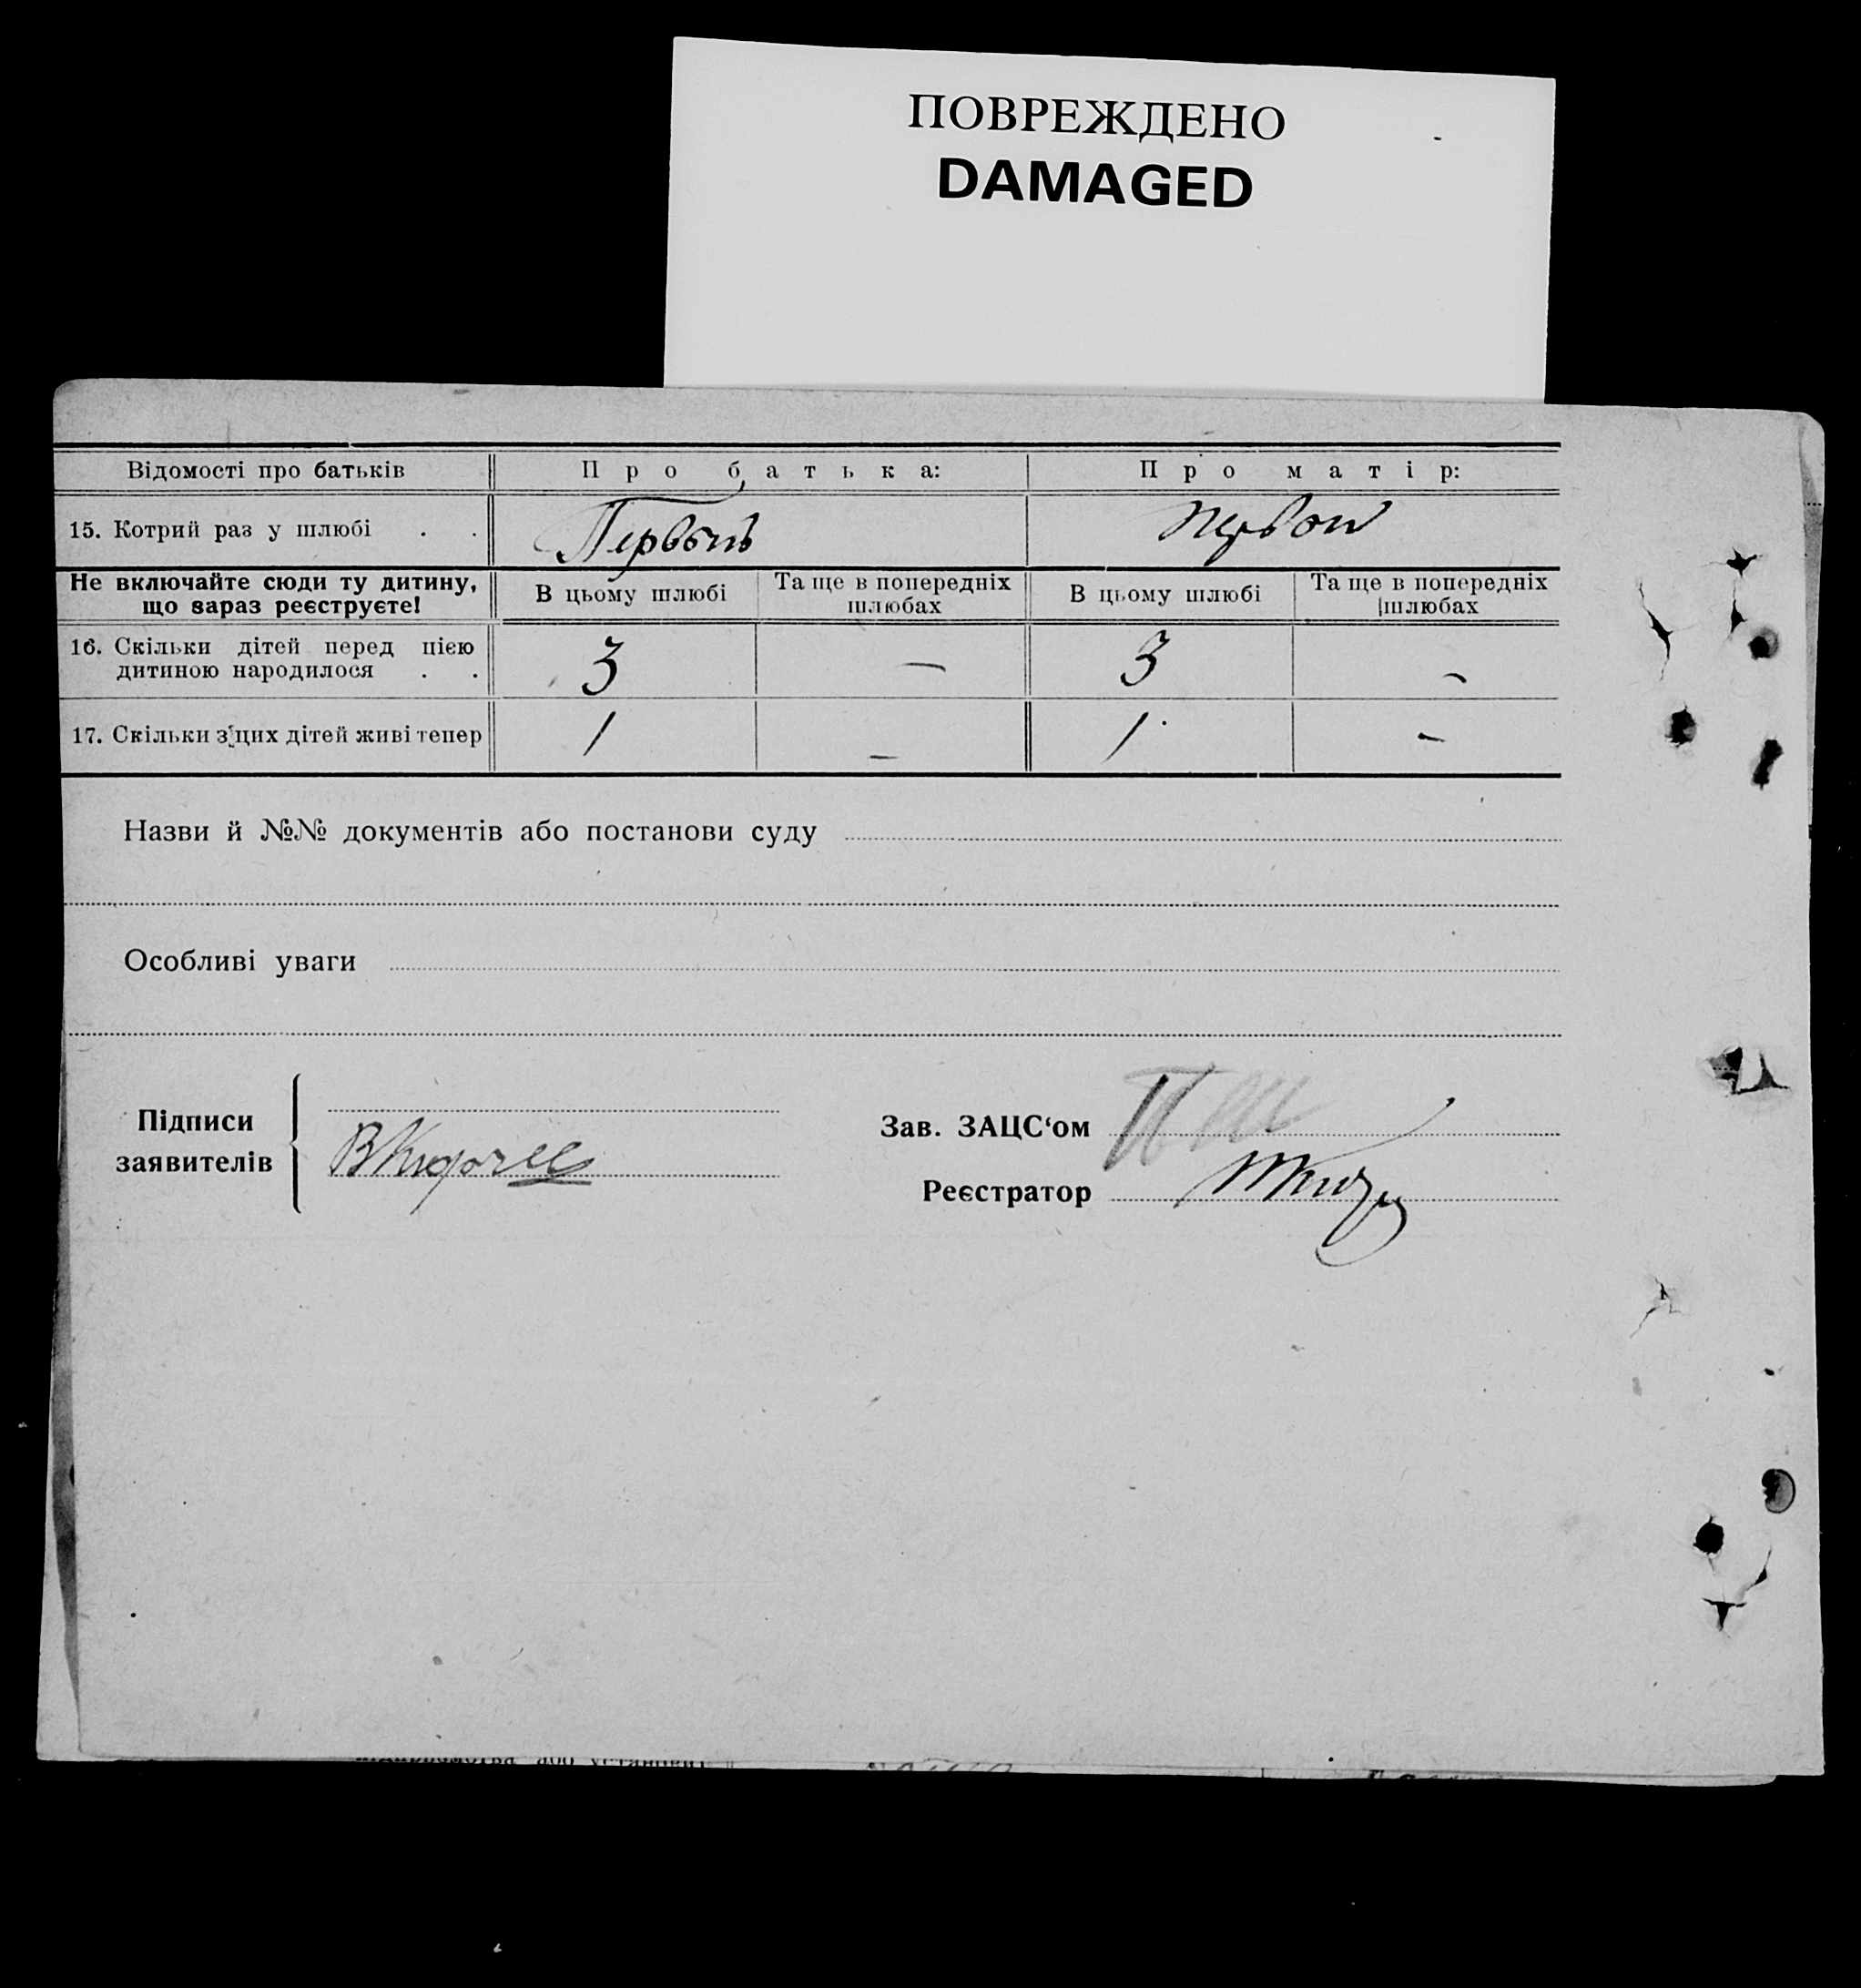 ПОВРЕЖДЕНО
DAMAGED
Відомості про батьків
Про батька:
Про матір:
15. Котрий раз у шлюбі . .
Первый
Первой
Не включайте сюди ту дитину,
що зараз реєструєте!
В цьому шлюбі
Та ще в попередніх
шлюбах
В цьому шлюбі
Та ще в попередніх
шлюбах
16. Скільки дітей перед цією
дитиною народилося . .
3
—
3
-
17. Скільки з цих дітей живі тепер
1
—
1
-
Назви й №№ документів або постанови суду
Особливі уваги
Підписи
заявителів
Зав. ЗАЦС‘ом
Реєстратор
або